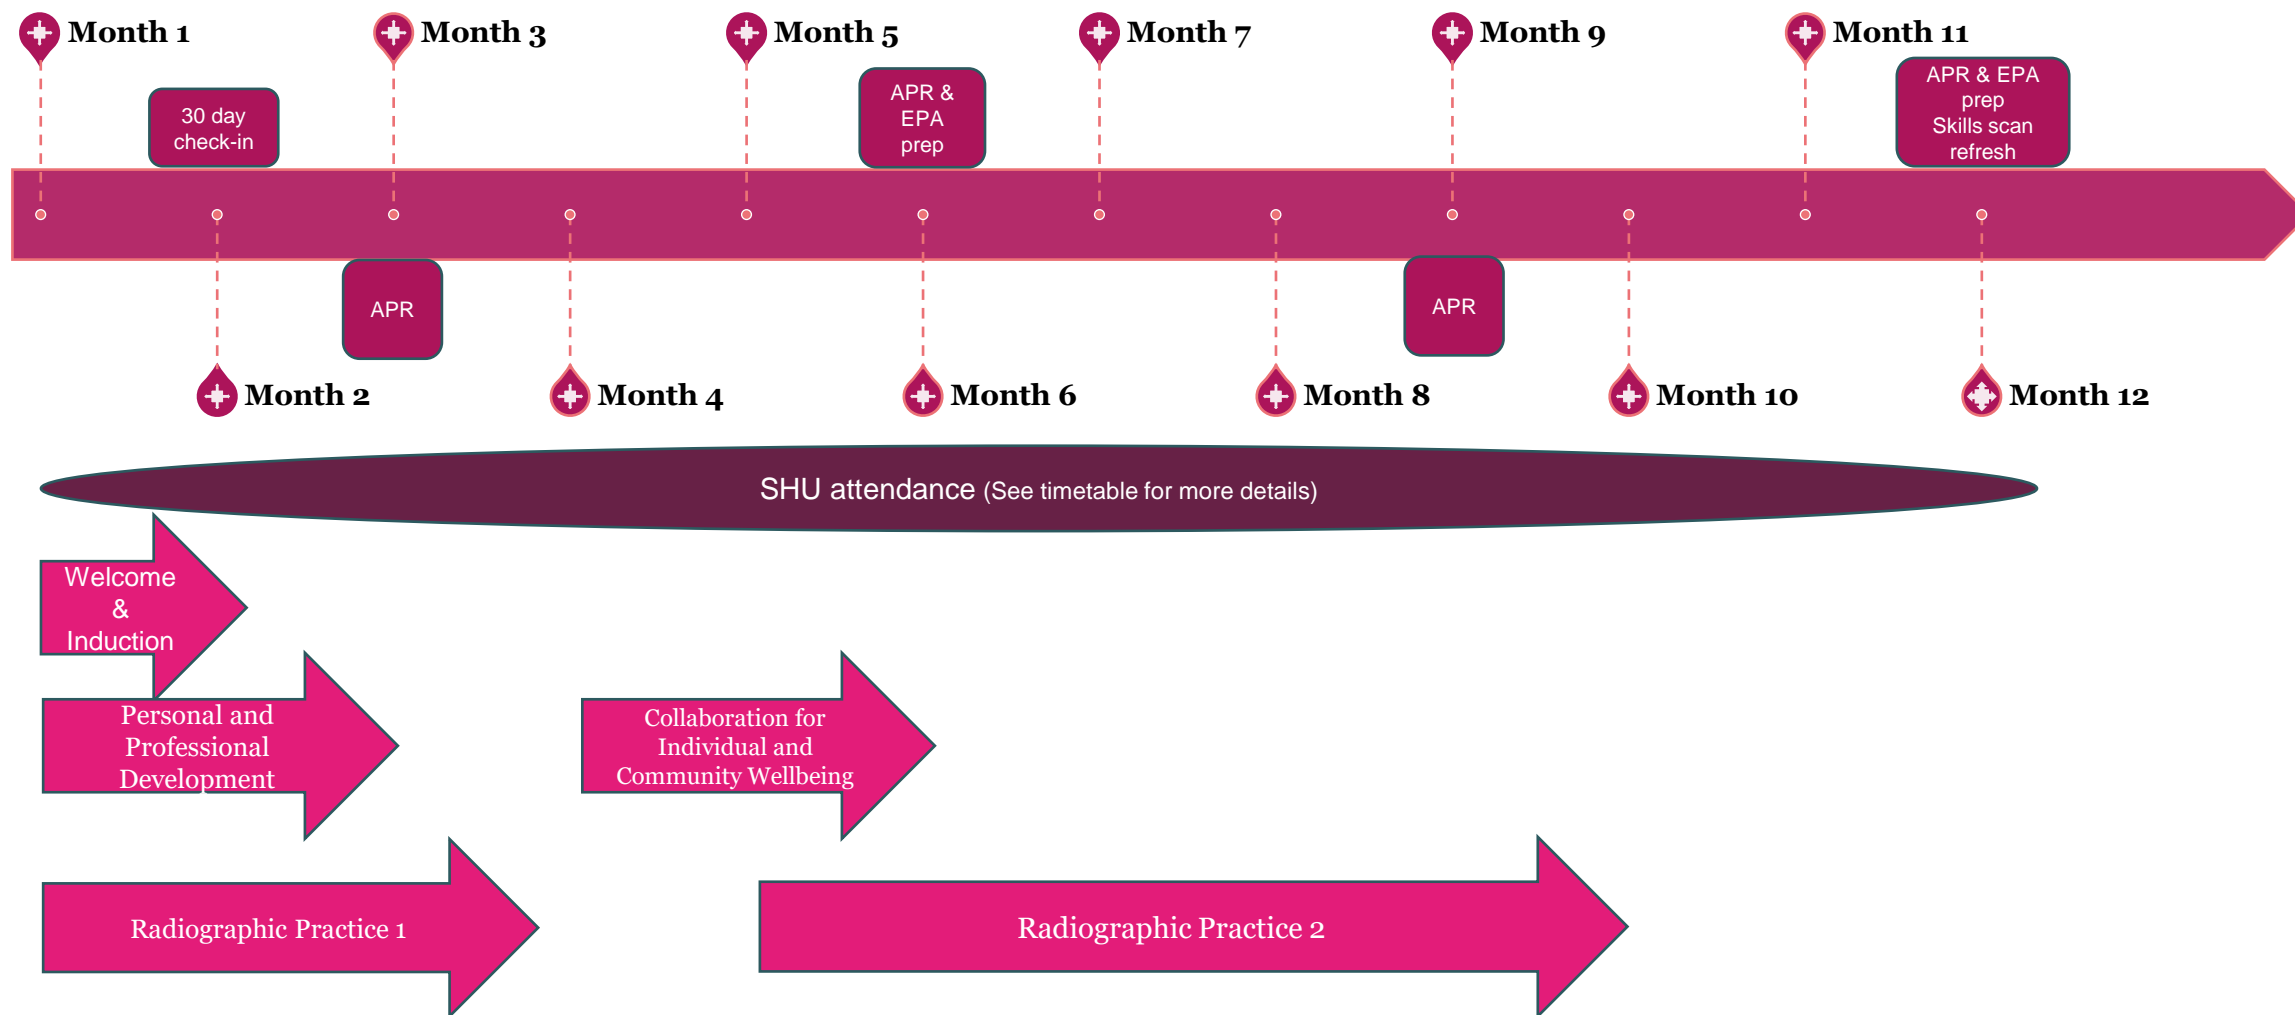 Month 1
Month 3
Month 5
Month 7
Month 9
Month 11
30 day
check-in
APR &
EPA
prep
APR & EPA
prep
Skills scan
refresh
APR
APR
Month 2
Month 4
Month 6
Month 8
Month 10
Month 12
SHU attendance (See timetable for more details)
Welcome
&
Induction
Personal and
Professional
Development
Collaboration for
Individual and
Community Wellbeing
Radiographic Practice 1
Radiographic Practice 2